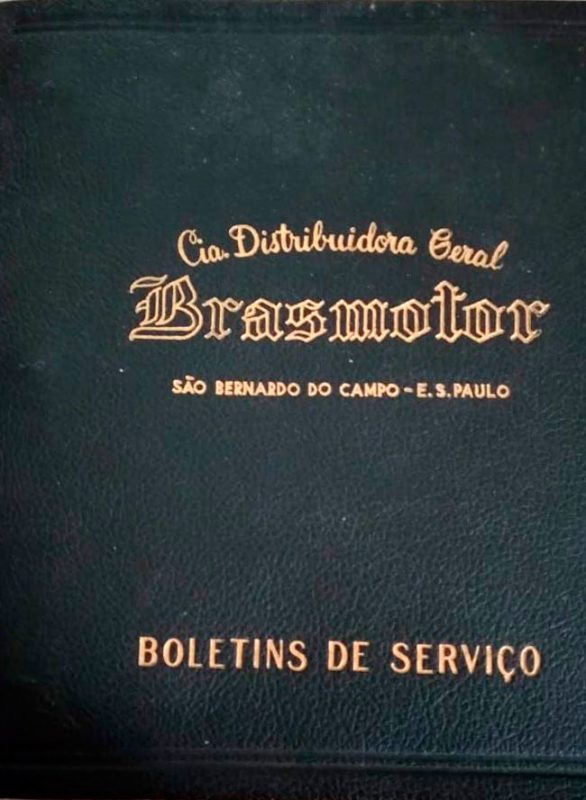 Cia. Distribuidora Geral
Brasmotor
SÃO BERNARDO DO CAMPO - E. S. PAULO
BOLETINS DE SERVIÇO